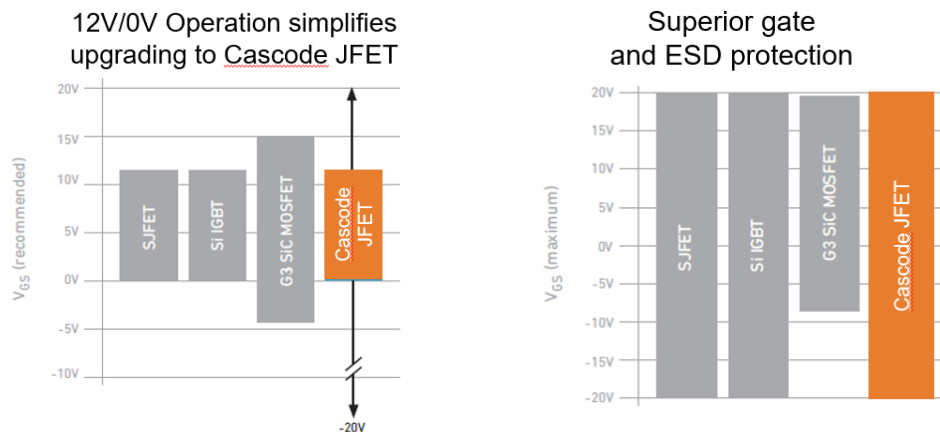 12V/0V Operation simplifies
upgrading to Cascode JFET
20V
15V
10V
5V
0V
-5V
-10V
VGS (recommended)
SJFET
Si IGBT
G3 SiC MOSFET
Cascode
JFET
-20V
Superior gate
and ESD protection
20V
15V
10V
5V
0V
-5V
-10V
-15V
-20V
VGS (maximum)
SJFET
Si IGBT
G3 SiC MOSFET
Cascode JFET